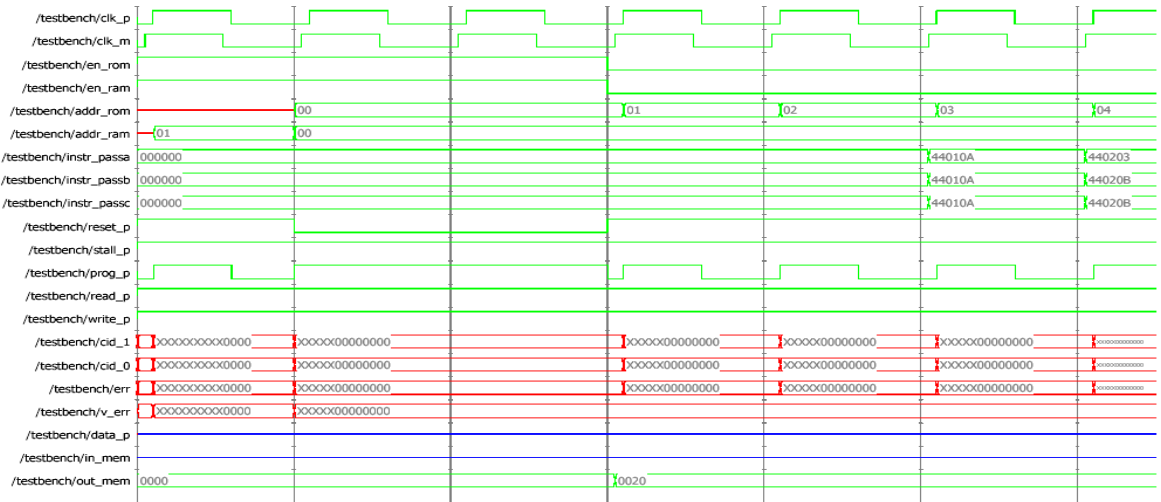 /testbench/clk_p
/testbench/clk_m
/testbench/en_rom
/testbench/en_ram
/testbench/addr_rom 00 01 02 03 04
/testbench/addr_ram 01 00
/testbench/instr_passa 000000 44010A 440203
/testbench/instr_passb 000000 44010A 44020B
/testbench/instr_passc 000000 44010A 44020B
/testbench/reset_p
/testbench/stall_p
/testbench/prog_p
/testbench/read_p
/testbench/write_p
/testbench/cid_1 XXXXXXXXX0000 XXXXX00000000 XXXXX00000000 XXXXX00000000 XXXXX00000000
/testbench/cid_0 XXXXXXXXX0000 XXXXX00000000 XXXXX00000000 XXXXX00000000 XXXXX00000000
/testbench/err XXXXXXXXX0000 XXXXX00000000 XXXXX00000000 XXXXX00000000 XXXXX00000000
/testbench/v_err XXXXXXXXX0000 XXXXX00000000
/testbench/data_p
/testbench/in_mem
/testbench/out_mem 0000 0020